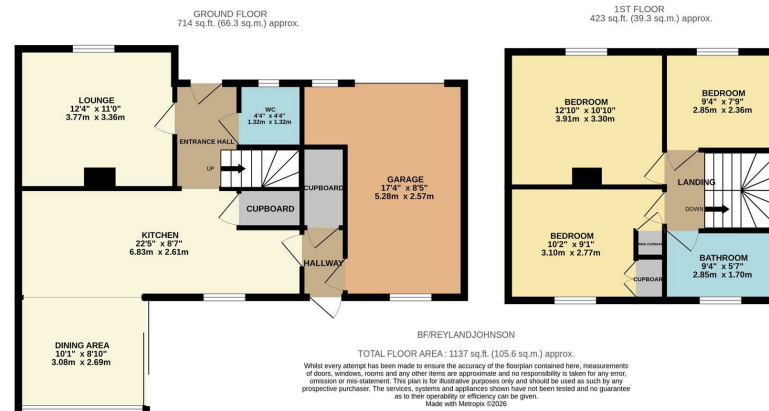 GROUND FLOOR
714 sq.ft. (66.3 sq.m.) approx.
LOUNGE
12'4" x 11'0"
3.77m x 3.36m
ENTRANCE HALL
WC
4'4" x 4'4"
1.32m x 1.32m
UP
CUPBOARD
CUPBOARD
GARAGE
17'4" x 8'5"
5.28m x 2.57m
KITCHEN
22'5" x 8'7"
6.83m x 2.61m
HALLWAY
DINING AREA
10'1" x 8'10"
3.08m x 2.69m
1ST FLOOR
423 sq.ft. (39.3 sq.m.) approx.
BEDROOM
12'10" x 10'10"
3.91m x 3.30m
BEDROOM
9'4" x 7'9"
2.85m x 2.36m
LANDING
DOWN
BEDROOM
10'2" x 9'1"
3.10m x 2.77m
CUPBOARD
CUPBOARD
BATHROOM
9'4" x 5'7"
2.85m x 1.70m
BF/REYLANDJOHNSON
TOTAL FLOOR AREA : 1137 sq.ft. (105.6 sq.m.) approx.
Whilst every attempt has been made to ensure the accuracy of the floorplan contained here, measurements
of doors, windows, rooms and any other items are approximate and no responsibility is taken for any error,
omission or mis-statement. This plan is for illustrative purposes only and should be used as such by any
prospective purchaser. The services, systems and appliances shown have not been tested and no guarantee
as to their operability or efficiency can be given.
Made with Metropix ©2026